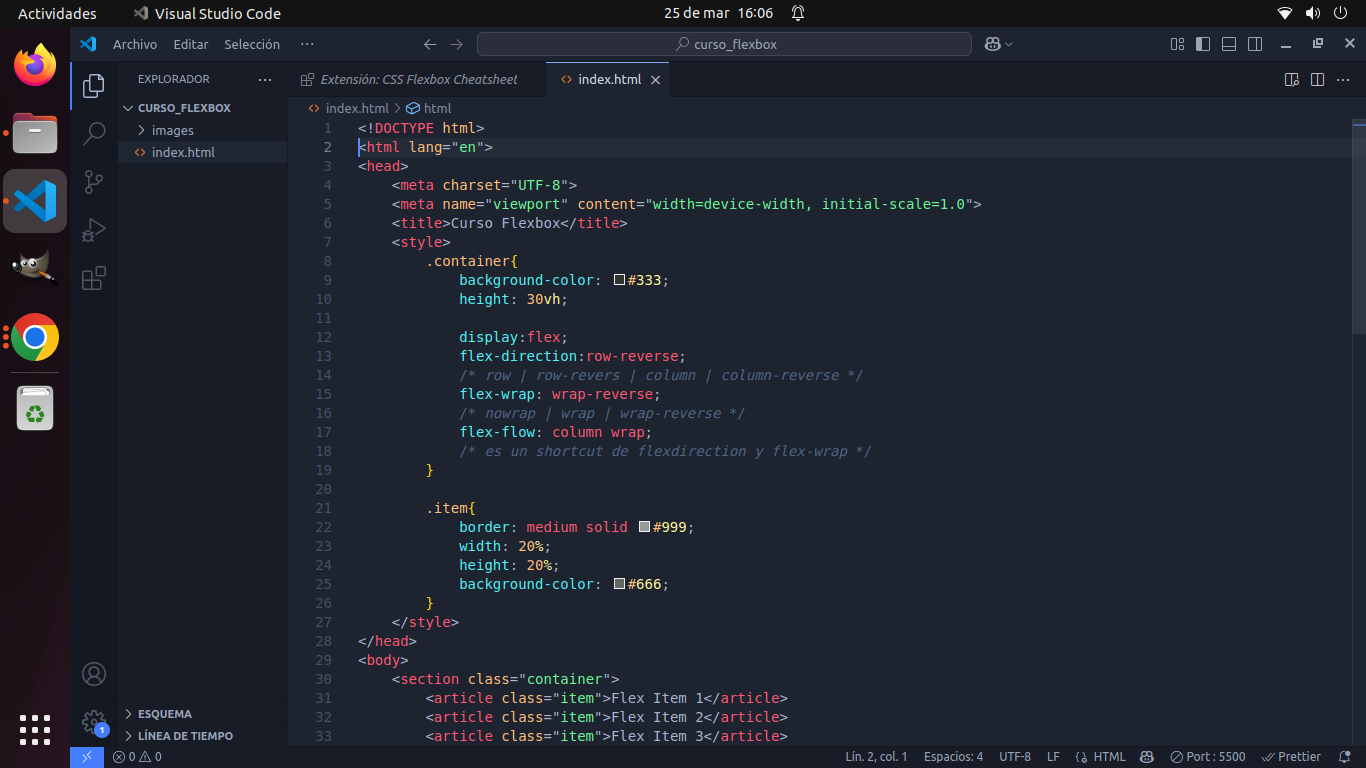 Actividades
Visual Studio Code
25 de mar 16:06
Archivo Editar Selección ···
curso_flexbox
EXPLORADOR ···
CURSO_FLEXBOX
images
index.html
ESQUEMA
LÍNEA DE TIEMPO
1
Extensión: CSS Flexbox Cheatsheet
index.html
index.html > html
1 <!DOCTYPE html>
2 <html lang="en">
3 <head>
4     <meta charset="UTF-8">
5     <meta name="viewport" content="width=device-width, initial-scale=1.0">
6     <title>Curso Flexbox</title>
7     <style>
8         .container{
9             background-color: #333;
10             height: 30vh;
11
12             display:flex;
13             flex-direction:row-reverse;
14             /* row | row-revers | column | column-reverse */
15             flex-wrap: wrap-reverse;
16             /* nowrap | wrap | wrap-reverse */
17             flex-flow: column wrap;
18             /* es un shortcut de flexdirection y flex-wrap */
19         }
20
21         .item{
22             border: medium solid #999;
23             width: 20%;
24             height: 20%;
25             background-color: #666;
26         }
27     </style>
28 </head>
29 <body>
30     <section class="container">
31         <article class="item">Flex Item 1</article>
32         <article class="item">Flex Item 2</article>
33         <article class="item">Flex Item 3</article>
0 0
Lín. 2, col. 1 Espacios: 4 UTF-8 LF {} HTML Port : 5500 Prettier